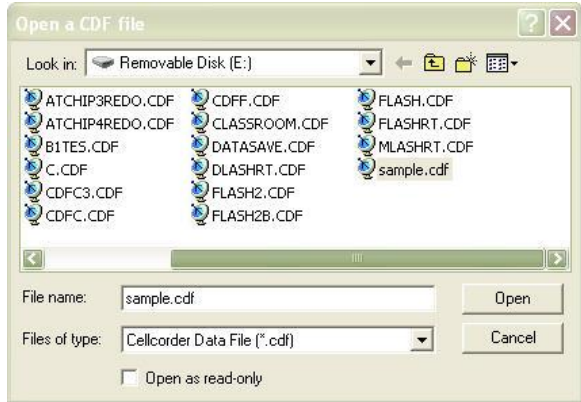 Open a CDF file
Look in: Removable Disk (E:)
ATCHIP3REDO.CDF CDFF.CDF FLASH.CDF
ATCHIP4REDO.CDF CLASSROOM.CDF FLASHRT.CDF
B1TES.CDF DATASAVE.CDF MLASHRT.CDF
C.CDF DLASHRT.CDF sample.cdf
CDFC3.CDF FLASH2.CDF
CDFC.CDF FLASH2B.CDF
File name: sample.cdf Open
Files of type: Cellcorder Data File (*.cdf) Cancel
Open as read-only